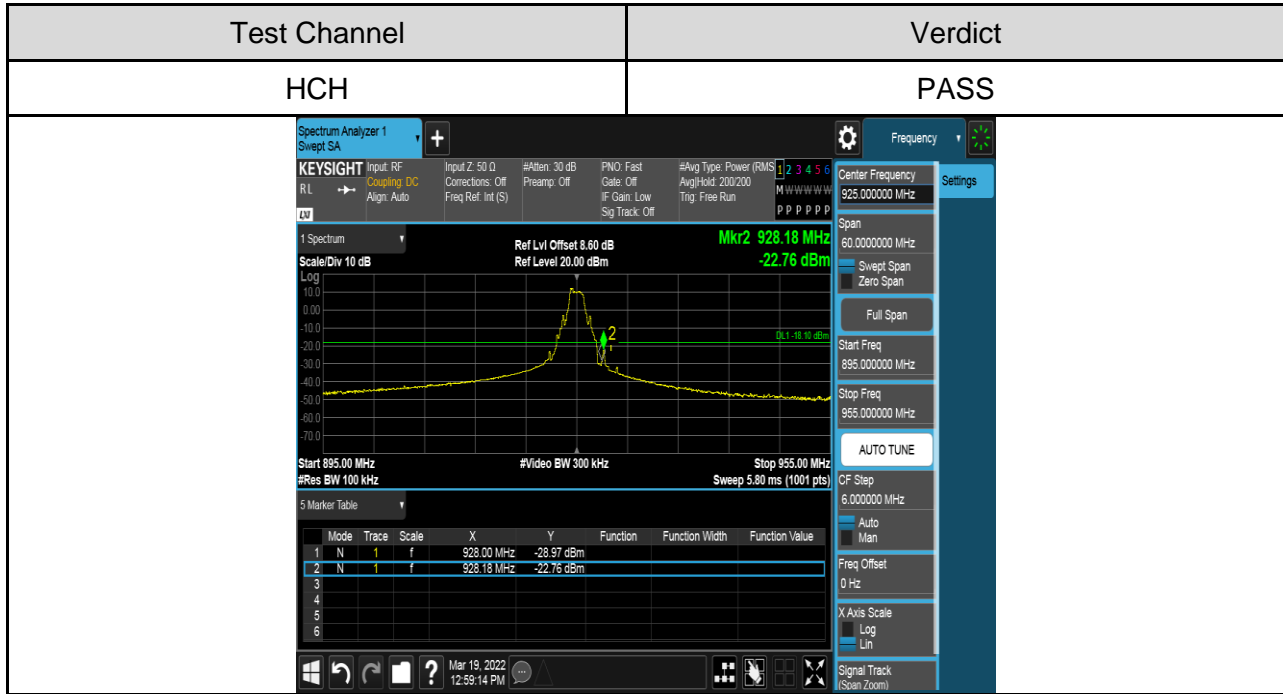 Test Channel Verdict
HCH PASS
Spectrum Analyzer 1
Swept SA
+
Frequency
KEYSIGHT Input: RF Input Z: 50 Ω #Atten: 30 dB PNO: Fast #Avg Type: Power (RMS 1 2 3 4 5 6
RL Coupling: DC Corrections: Off Preamp: Off Gate: Off Avg|Hold: 200/200 M W W W W W
Align: Auto Freq Ref: Int (S) IF Gain: Low Trig: Free Run
LXI Sig Track: Off P P P P P P
1 Spectrum Ref Lvl Offset 8.60 dB Mkr2 928.18 MHz
Scale/Div 10 dB Ref Level 20.00 dBm -22.76 dBm
Log
10.0
0.00
-10.0
2
DL1 -18.10 dBm
-20.0
1
-30.0
-40.0
-50.0
-60.0
-70.0
Start 895.00 MHz #Video BW 300 kHz Stop 955.00 MHz
#Res BW 100 kHz Sweep 5.80 ms (1001 pts)
5 Marker Table
Mode Trace Scale X Y Function Function Width Function Value
1 N 1 f 928.00 MHz -28.97 dBm
2 N 1 f 928.18 MHz -22.76 dBm
3
4
5
6
?
Mar 19, 2022
12:59:14 PM
Center Frequency
925.000000 MHz
Settings
Span
60.0000000 MHz
Swept Span
Zero Span
Full Span
Start Freq
895.000000 MHz
Stop Freq
955.000000 MHz
AUTO TUNE
CF Step
6.000000 MHz
Auto
Man
Freq Offset
0 Hz
X Axis Scale
Log
Lin
Signal Track
(Span Zoom)